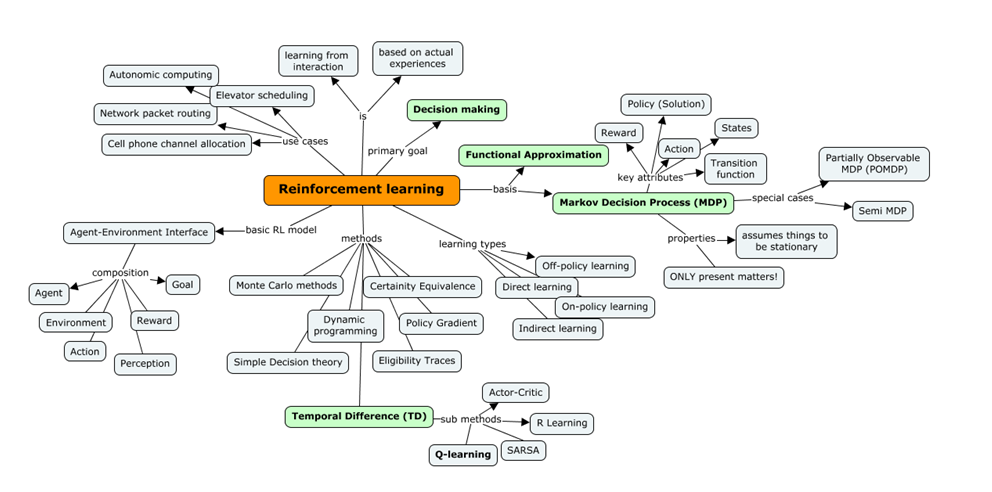 learning from
interaction
based on actual
experiences
Autonomic computing
Elevator scheduling
Network packet routing
Cell phone channel allocation
use cases
is
Decision making
primary goal
Functional Approximation
Reinforcement learning
basis
Policy (Solution)
Reward
States
Action
Transition
function
key attributes
Markov Decision Process (MDP)
special cases
Partially Observable
MDP (POMDP)
Semi MDP
properties
assumes things to
be stationary
ONLY present matters!
Agent-Environment Interface
basic RL model
composition
Agent
Goal
Environment
Reward
Action
Perception
methods
Monte Carlo methods
Certainity Equivalence
Dynamic
programming
Policy Gradient
Simple Decision theory
Eligibility Traces
learning types
Off-policy learning
Direct learning
On-policy learning
Indirect learning
Temporal Difference (TD)
sub methods
Actor-Critic
R Learning
Q-learning
SARSA